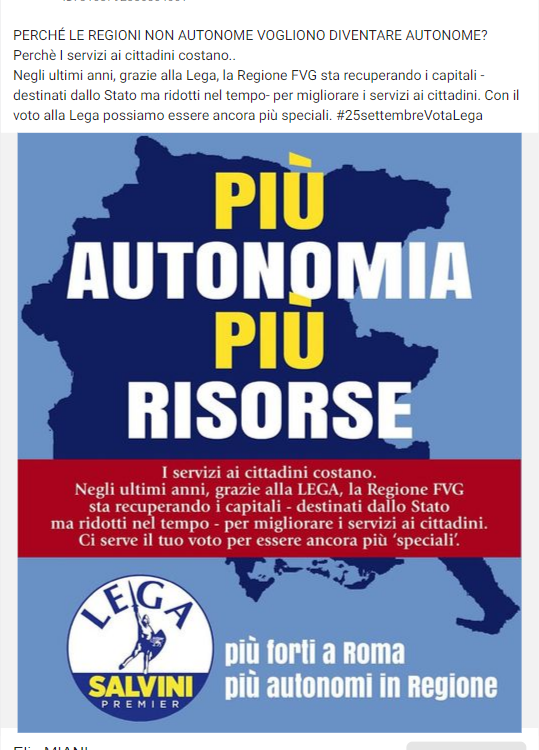 PERCHÉ LE REGIONI NON AUTONOME VOGLIONO DIVENTARE AUTONOME?
Perchè I servizi ai cittadini costano..
Negli ultimi anni, grazie alla Lega, la Regione FVG sta recuperando i capitali -
destinati dallo Stato ma ridotti nel tempo- per migliorare i servizi ai cittadini. Con il
voto alla Lega possiamo essere ancora più speciali. #25settembreVotaLega
PIÙ
AUTONOMIA
PIÙ
RISORSE
I servizi ai cittadini costano.
Negli ultimi anni, grazie alla LEGA, la Regione FVG
sta recuperando i capitali - destinati dallo Stato
ma ridotti nel tempo - per migliorare i servizi ai cittadini.
Ci serve il tuo voto per essere ancora più ‘speciali’.
LEGA
SALVINI
PREMIER
più forti a Roma
più autonomi in Regione